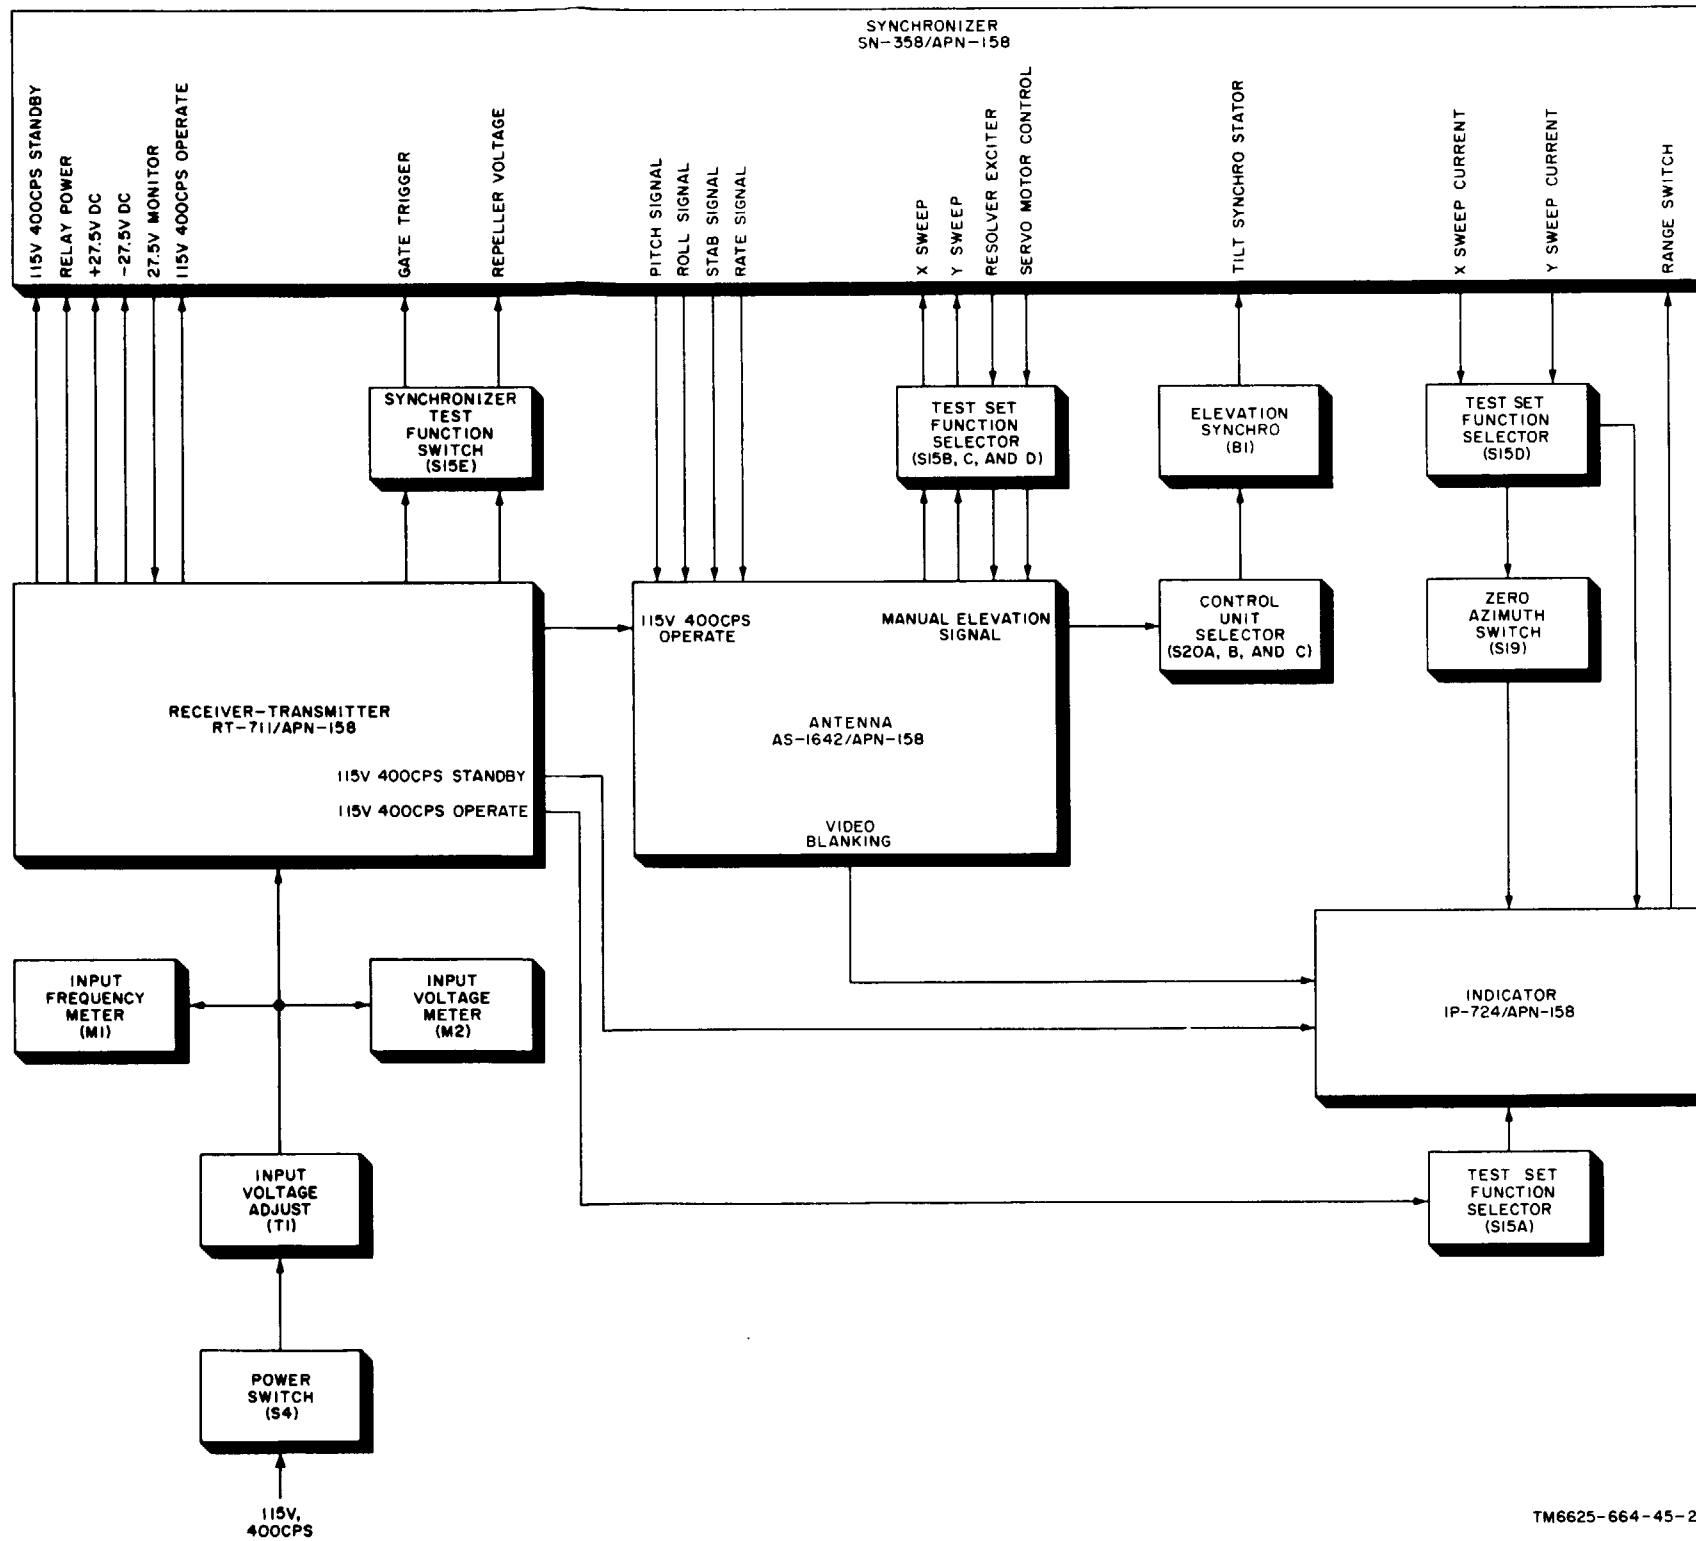 SYNCHRONIZER
SN-358/APN-158
115V 400CPS STANDBY
RELAY POWER
+27.5V DC
-27.5V DC
27.5V MONITOR
115V 400CPS OPERATE
GATE TRIGGER
REPELLER VOLTAGE
PITCH SIGNAL
ROLL SIGNAL
STAB SIGNAL
RATE SIGNAL
X SWEEP
Y SWEEP
RESOLVER EXCITER
SERVO MOTOR CONTROL
TILT SYNCHRO STATOR
X SWEEP CURRENT
Y SWEEP CURRENT
RANGE SWITCH
SYNCHRONIZER
TEST
FUNCTION
SWITCH
(S15E)
TEST SET
FUNCTION
SELECTOR
(S15B, C, AND D)
ELEVATION
SYNCHRO
(B1)
TEST SET
FUNCTION
SELECTOR
(S15D)
RECEIVER-TRANSMITTER
RT-711/APN-158
115V 400CPS STANDBY
115V 400CPS OPERATE
115V 400CPS
OPERATE
MANUAL ELEVATION
SIGNAL
ANTENNA
AS-1642/APN-158
VIDEO
BLANKING
CONTROL
UNIT
SELECTOR
(S20A, B, AND C)
ZERO
AZIMUTH
SWITCH
(S19)
INPUT
FREQUENCY
METER
(M1)
INPUT
VOLTAGE
METER
(M2)
INDICATOR
IP-724/APN-158
INPUT
VOLTAGE
ADJUST
(T1)
TEST SET
FUNCTION
SELECTOR
(S15A)
POWER
SWITCH
(S4)
115V,
400CPS
TM6625-664-45-2